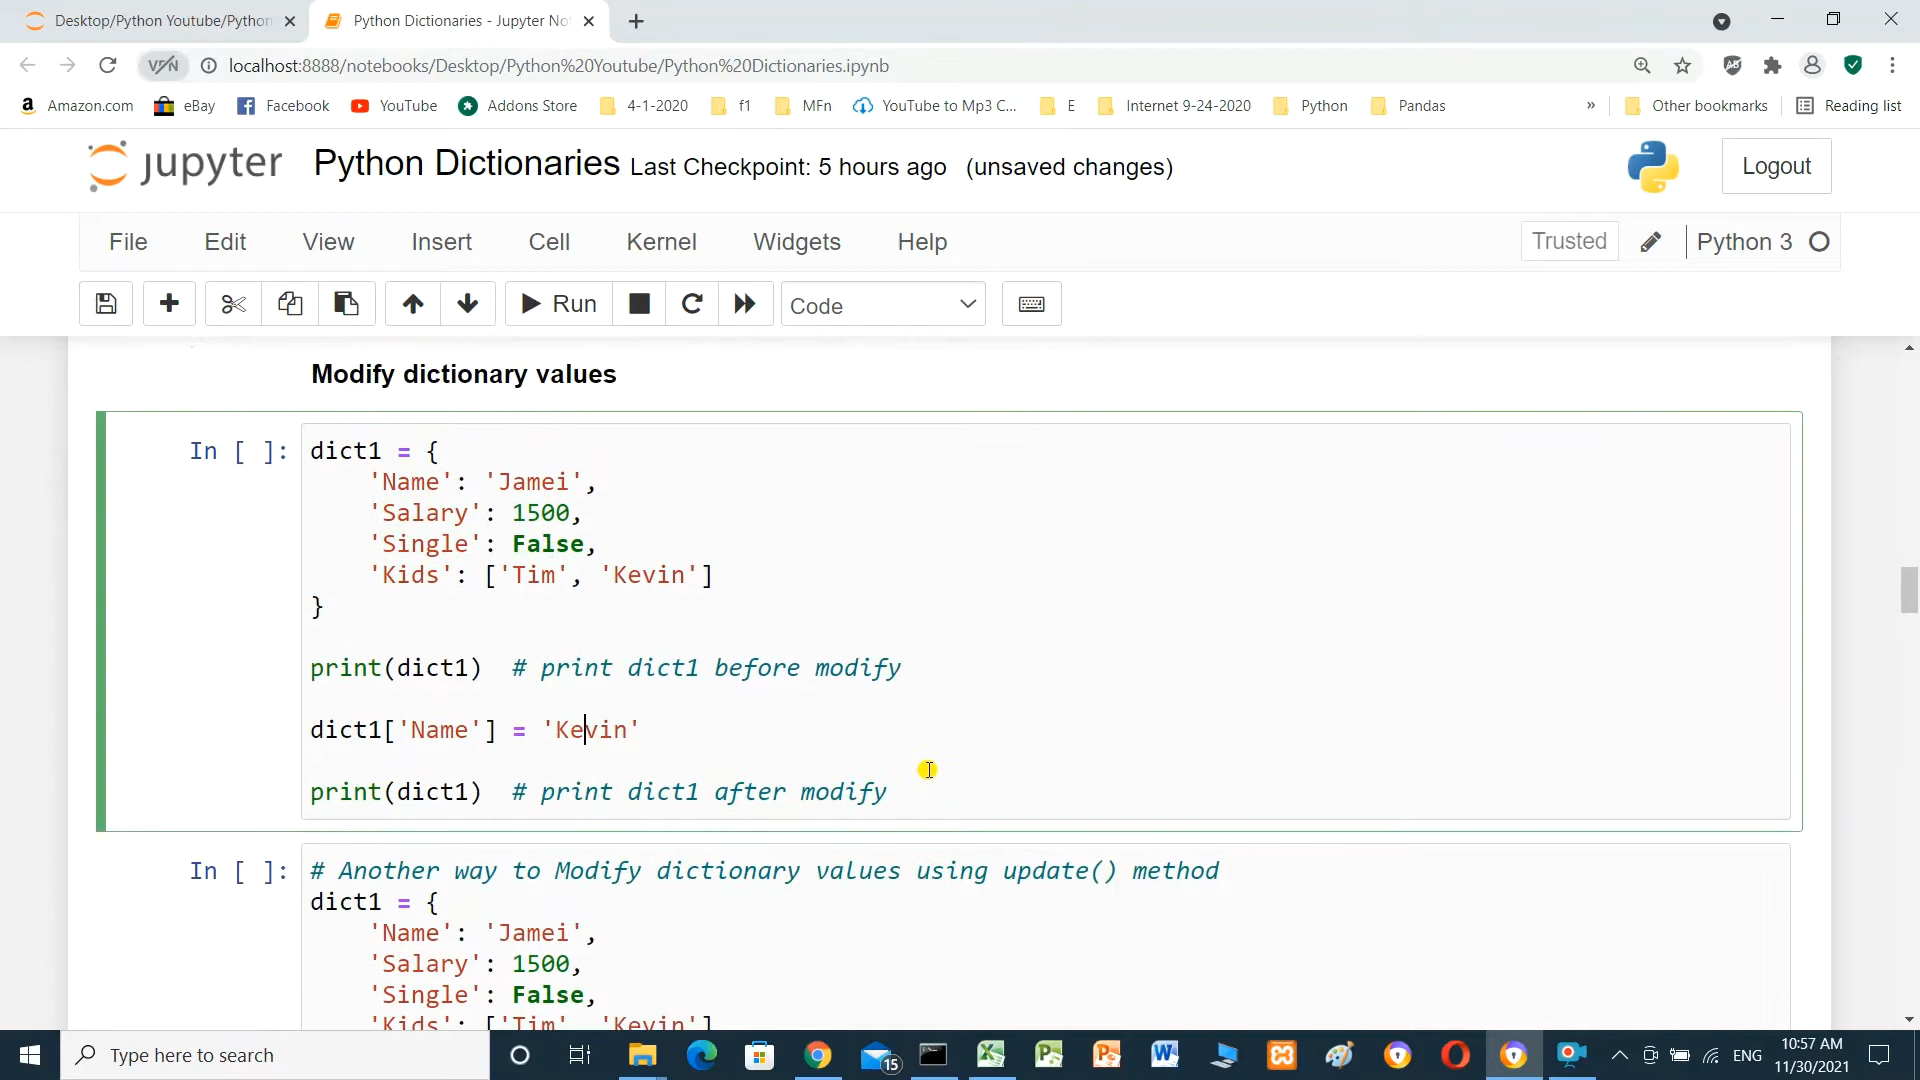 Desktop/Python Youtube/Python
Python Dictionaries - Jupyter No
VPN
localhost:8888/notebooks/Desktop/Python%20Youtube/Python%20Dictionaries.ipynb
Amazon.com eBay Facebook YouTube Addons Store 4-1-2020 f1 MFn YouTube to Mp3 C... E Internet 9-24-2020 Python Pandas » Other bookmarks Reading list
jupyter Python Dictionaries Last Checkpoint: 5 hours ago (unsaved changes)
Logout
File Edit View Insert Cell Kernel Widgets Help Trusted Python 3
Run Code
Modify dictionary values
In [ ]: dict1 = {
'Name': 'Jamei',
'Salary': 1500,
'Single': False,
'Kids': ['Tim', 'Kevin']
}
print(dict1)  # print dict1 before modify
dict1['Name'] = 'Kevin'
print(dict1)  # print dict1 after modify
In [ ]: # Another way to Modify dictionary values using update() method
dict1 = {
'Name': 'Jamei',
'Salary': 1500,
'Single': False,
'Kids': ['Tim', 'Kevin']
Type here to search
15
ENG
10:57 AM
11/30/2021